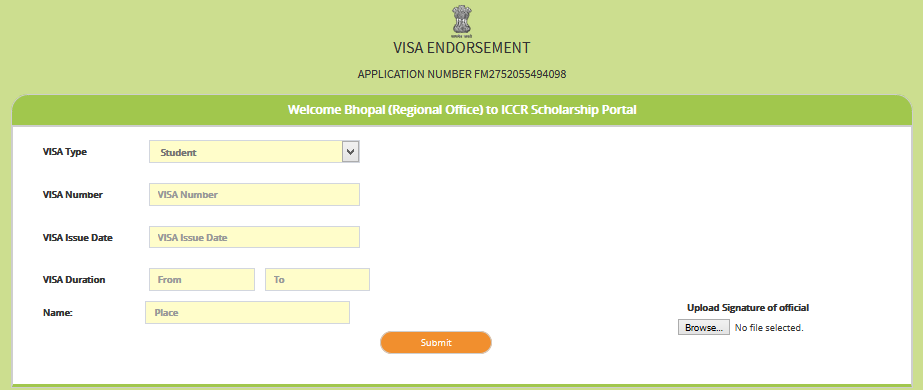 VISA ENDORSEMENT
APPLICATION NUMBER FM2752055494098
Welcome Bhopal (Regional Office) to ICCR Scholarship Portal
VISA Type Student
VISA Number VISA Number
VISA Issue Date VISA Issue Date
VISA Duration From To
Name: Place
Upload Signature of official
Browse... No file selected.
Submit